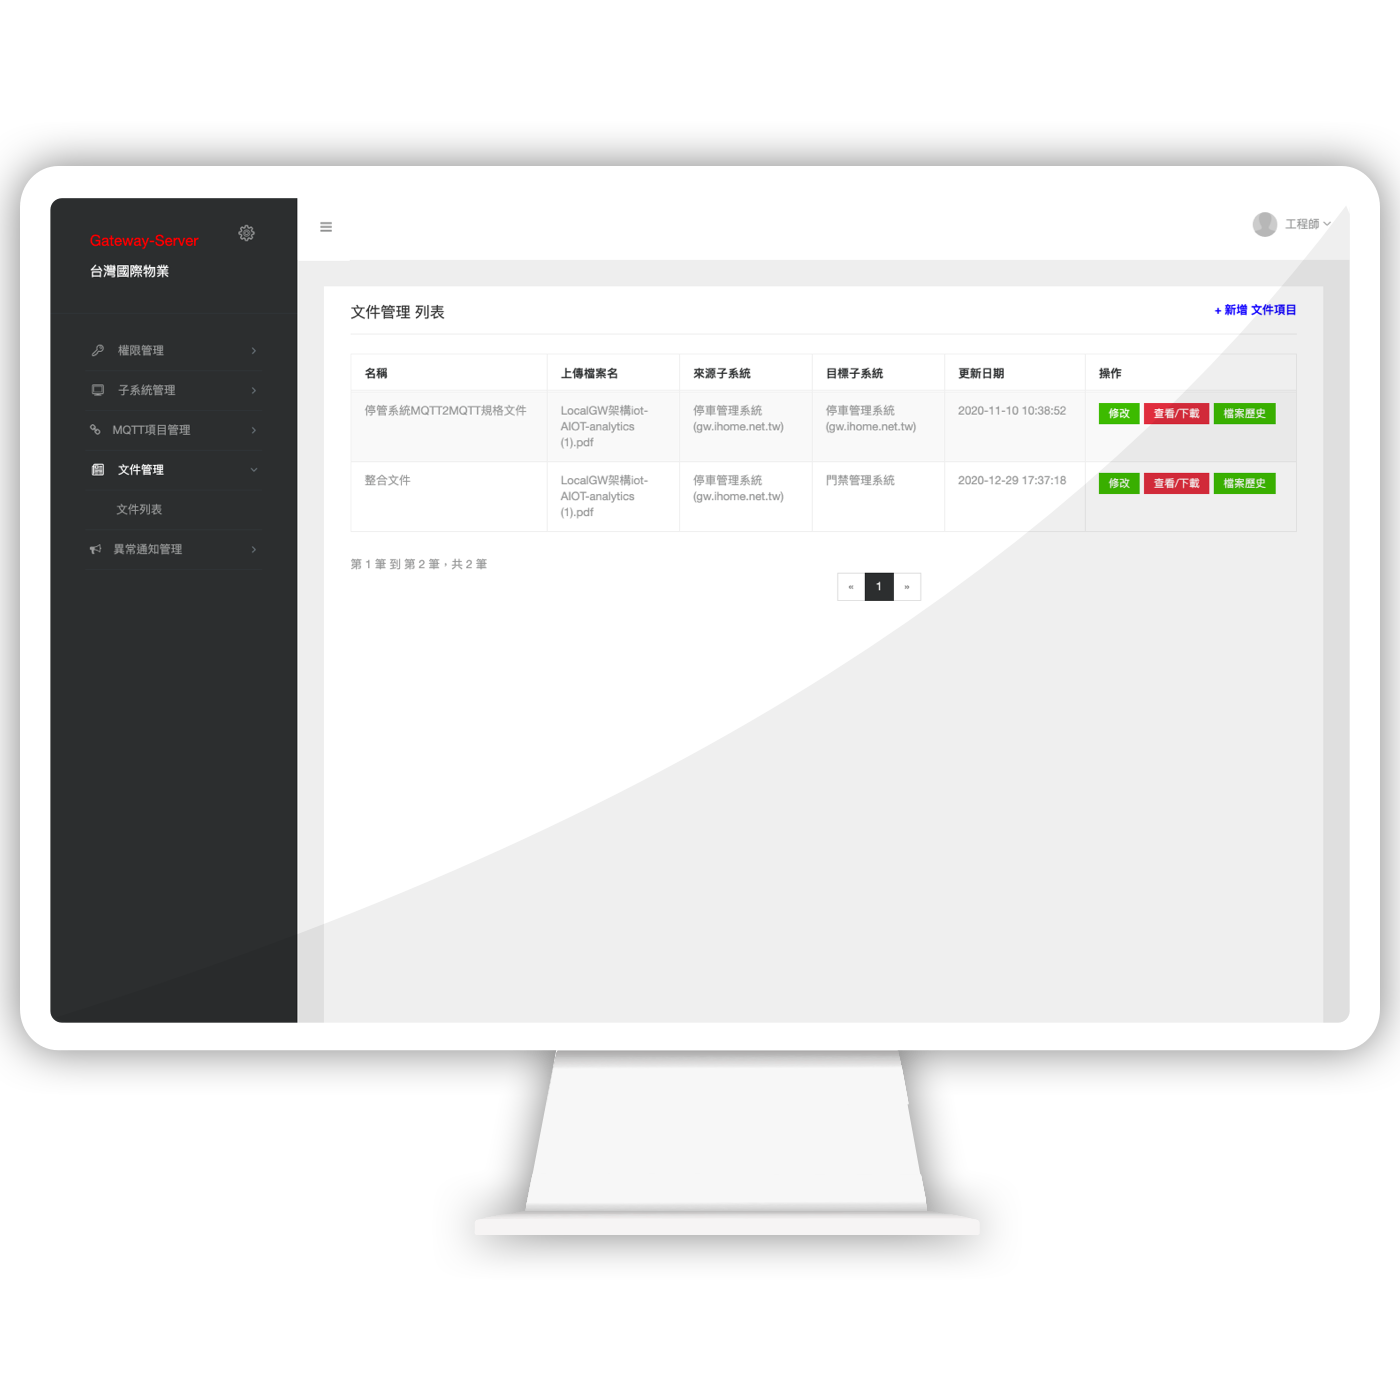 Gateway-Server
台灣國際物業
權限管理
子系統管理
MQTT項目管理
文件管理
文件列表
異常通知管理
工程師
文件管理 列表
+ 新增 文件項目
名稱 上傳檔案名 來源子系統 目標子系統 更新日期 操作
停管系統MQTT2MQTT規格文件 LocalGW架構iot- 停車管理系統 停車管理系統 2020-11-10 10:38:52 修改 查看/下載 檔案歷史
AIOT-analytics (gw.ihome.net.tw) (gw.ihome.net.tw)
(1).pdf
整合文件 LocalGW架構iot- 停車管理系統 門禁管理系統 2020-12-29 17:37:18 修改 查看/下載 檔案歷史
AIOT-analytics (gw.ihome.net.tw)
(1).pdf
第 1 筆 到 第 2 筆，共 2 筆
« 1 »